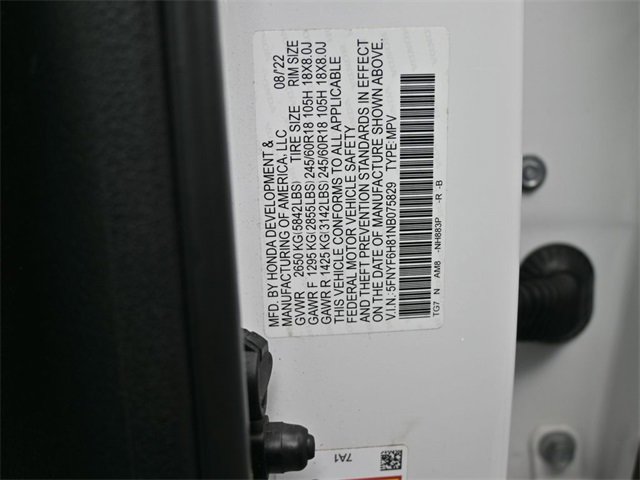 MFD. BY HONDA DEVELOPMENT &
MANUFACTURING OF AMERICA, LLC 08/22
GVWR 2650 KG(5842LBS) TIRE SIZE RIM SIZE
GAWR F 1295 KG(2855LBS) 245/60R18 105H 18X8.0J
GAWR R 1425 KG(3142LBS) 245/60R18 105H 18X8.0J
THIS VEHICLE CONFORMS TO ALL APPLICABLE
FEDERAL MOTOR VEHICLE SAFETY
AND THEFT PREVENTION STANDARDS IN EFFECT
ON THE DATE OF MANUFACTURE SHOWN ABOVE.
V.I.N: 5FNYF6H81NB075829 TYPE:MPV
TG7 N AM8 -NH883P -R -B
7A1